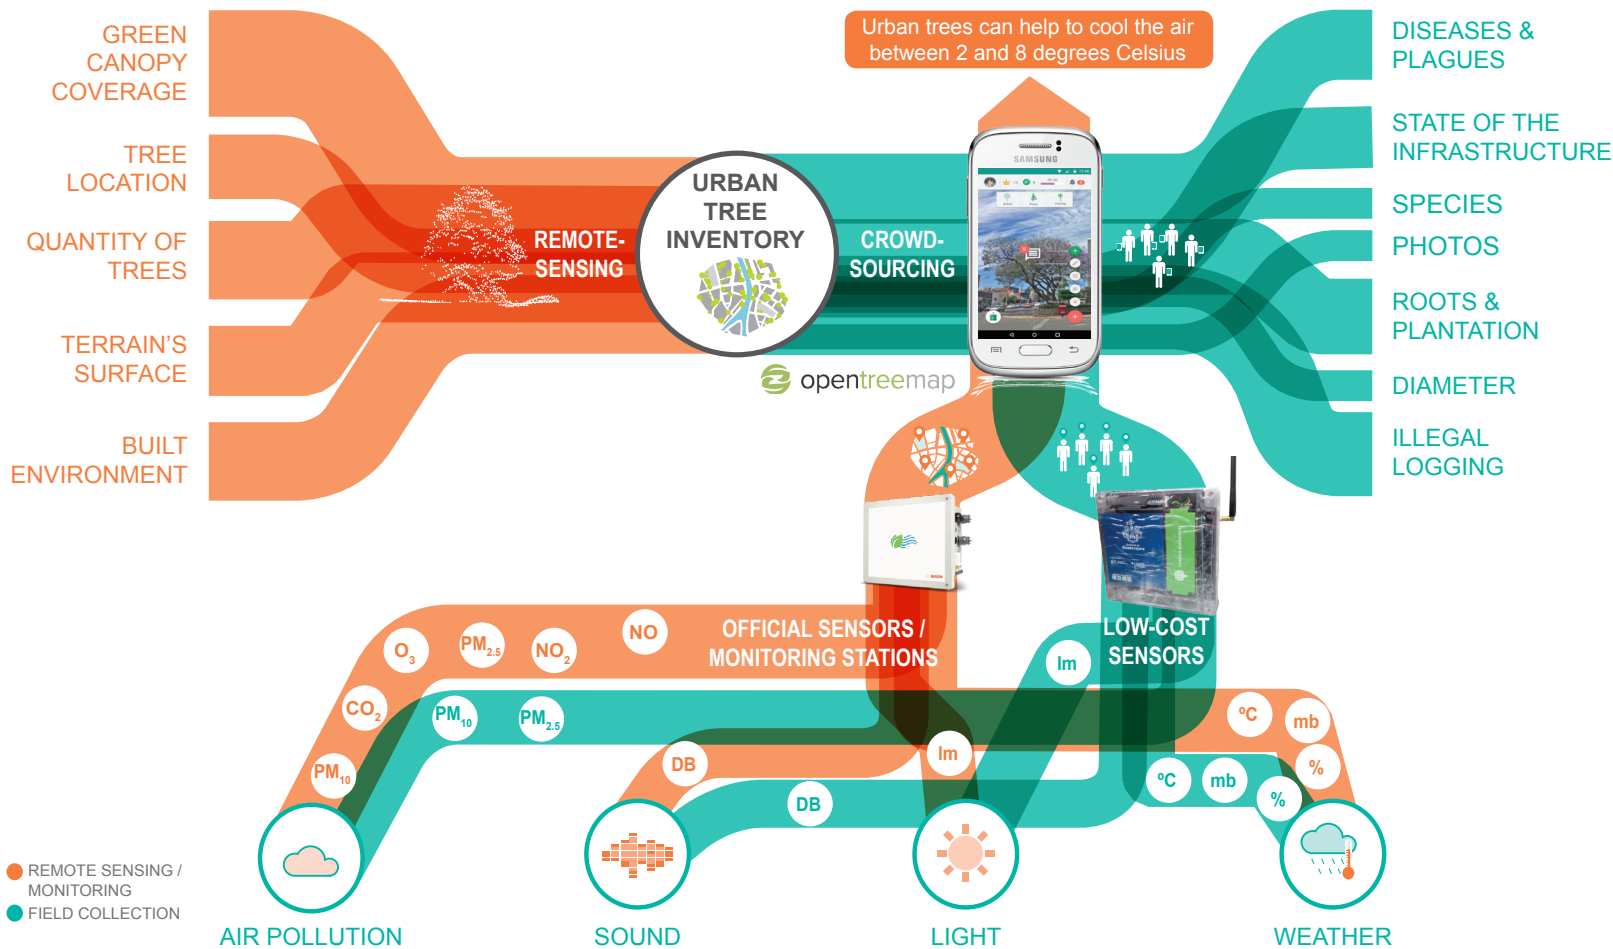 GREEN
CANOPY
COVERAGE
TREE
LOCATION
QUANTITY OF
TREES
TERRAIN'S
SURFACE
BUILT
ENVIRONMENT
REMOTE-
SENSING
URBAN
TREE
INVENTORY
CROWD-
SOURCING
opentreemap
Urban trees can help to cool the air
between 2 and 8 degrees Celsius
SAMSUNG
DISEASES &
PLAGUES
STATE OF THE
INFRASTRUCTURE
SPECIES
PHOTOS
ROOTS &
PLANTATION
DIAMETER
ILLEGAL
LOGGING
BOSCH
OFFICIAL SENSORS /
MONITORING STATIONS
LOW-COST
SENSORS
NO
NO2
PM2.5
O3
CO2
PM10
PM10
PM2.5
DB
DB
lm
lm
ºC
mb
%
ºC
mb
%
AIR POLLUTION
SOUND
LIGHT
WEATHER
REMOTE SENSING /
MONITORING
FIELD COLLECTION